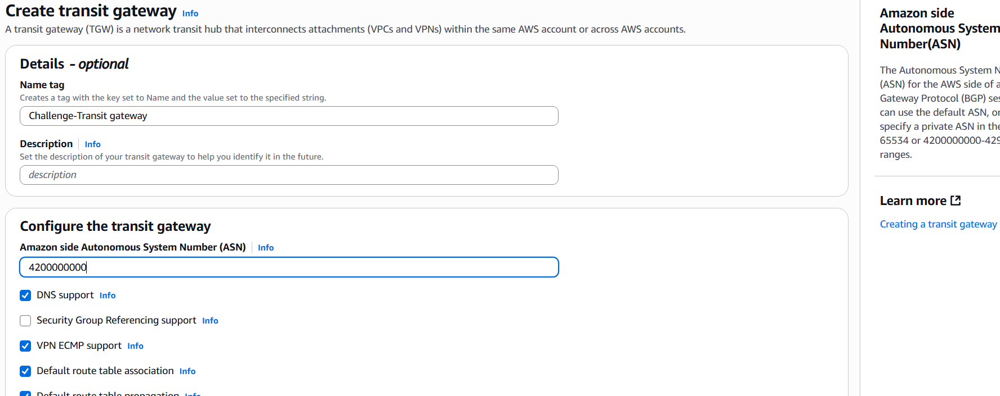 Create transit gateway Info
A transit gateway (TGW) is a network transit hub that interconnects attachments (VPCs and VPNs) within the same AWS account or across AWS accounts.
Details - optional
Name tag
Creates a tag with the key set to Name and the value set to the specified string.
Challenge-Transit gateway
Description Info
Set the description of your transit gateway to help you identify it in the future.
description
Configure the transit gateway
Amazon side Autonomous System Number (ASN) Info
4200000000
DNS support Info
Security Group Referencing support Info
VPN ECMP support Info
Default route table association Info
Default route table propagation Info
Amazon side
Autonomous System
Number(ASN)
The Autonomous System N
(ASN) for the AWS side of a
Gateway Protocol (BGP) ses
can use the default ASN, or
specify a private ASN in the
65534 or 4200000000-429
ranges.
Learn more
Creating a transit gateway